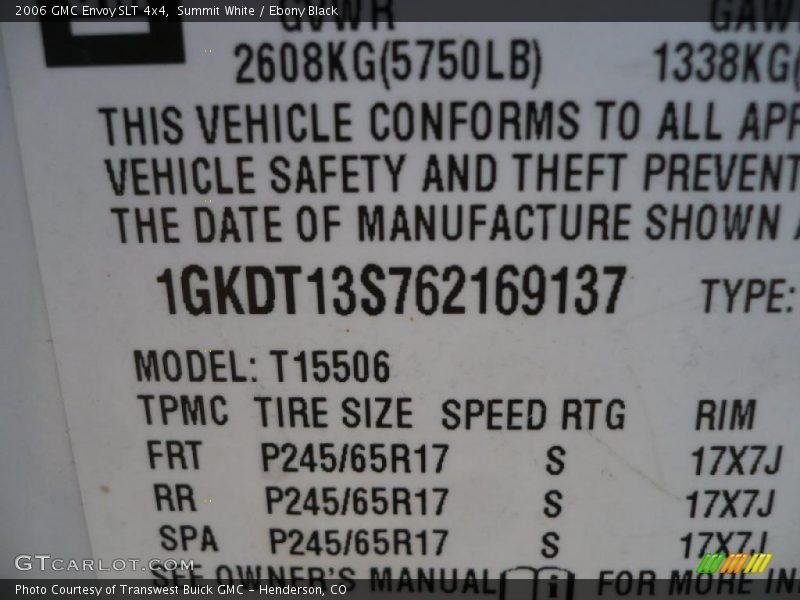 2006 GMC Envoy SLT 4x4, Summit White / Ebony Black
GVWR GAW
2608KG(5750LB) 1338KG(
THIS VEHICLE CONFORMS TO ALL APP
VEHICLE SAFETY AND THEFT PREVENT
THE DATE OF MANUFACTURE SHOWN A
1GKDT13S762169137 TYPE:
MODEL: T15506
TPMC TIRE SIZE SPEED RTG RIM
FRT P245/65R17 S 17X7J
RR P245/65R17 S 17X7J
SPA P245/65R17 S 17X7J
SEE OWNER'S MANUAL i FOR MORE IN
GTCARLOT.COM
Photo Courtesy of Transwest Buick GMC - Henderson, CO